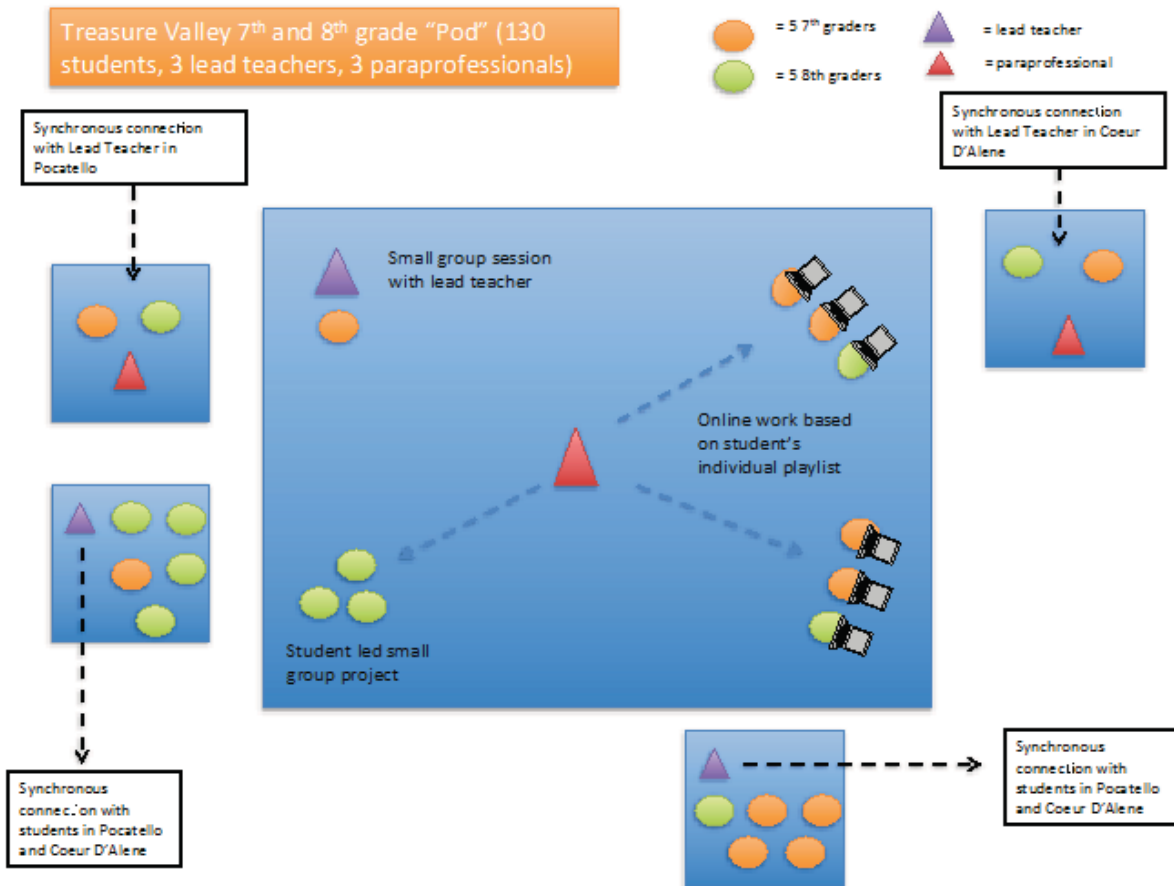 Treasure Valley 7th and 8th grade “Pod” (130
students, 3 lead teachers, 3 paraprofessionals)
= 5 7th graders
= lead teacher
= 5 8th graders
= paraprofessional
Synchronous connection
with Lead Teacher in
Pocatello
Synchronous connection
with Lead Teacher in Coeur
D’Alene
Small group session
with lead teacher
Online work based
on student’s
individual playlist
Student led small
group project
Synchronous
connection with
students in Pocatello
and Coeur D’Alene
Synchronous
connection with
students in Pocatello
and Coeur D’Alene